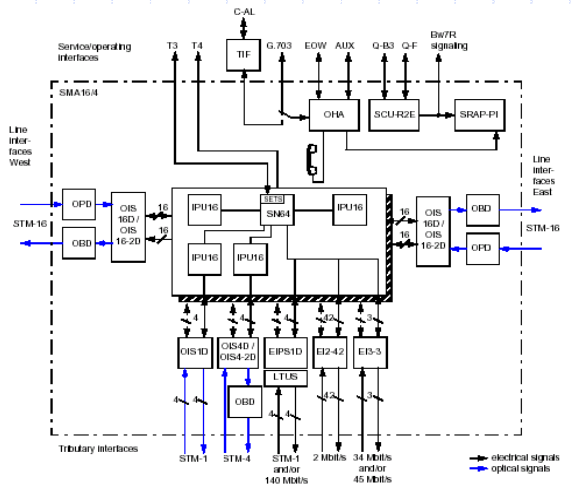 C-AL
Service/operating
interfaces
T3
T4
TIF
G.703
EOW
AUX
Q-B3
Q-F
Bw7R
signaling
SMA16/4
OHA
SCU-R2E
SRAP-PI
Line
inter-
faces
West
Line
inter-
faces
East
OPD
OIS
16D/
OIS
16-2D
16
16
OBD
STM-16
IPU16
SETS
SN64
IPU16
IPU16
IPU16
16
16
OIS
16D/
OIS
16-2D
OBD
OPD
STM-16
4
4
4
42
3
OIS1D
OIS4D /
OIS4-2D
EIPS1D
EI2-42
EI3-3
LTUS
OBD
4
4
4
4
42
3
Tributary interfaces
STM-1
STM-4
STM-1
and/or
140 Mbit/s
2 Mbit/s
34 Mbit/s
and/or
45 Mbit/s
electrical signals
optical signals